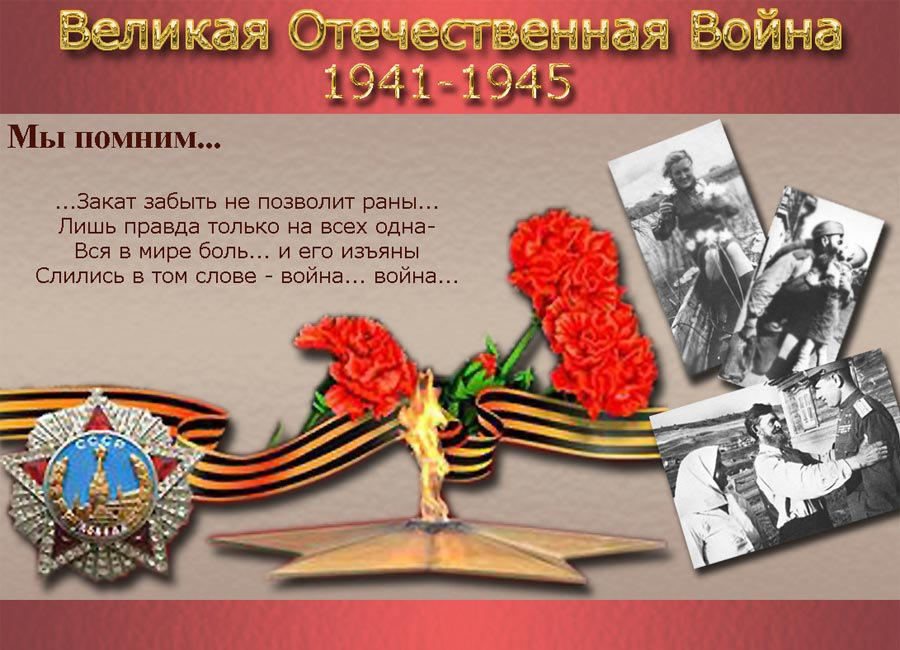 Великая Отечественная Война
1941-1945
Мы помним...
...Закат забыть не позволит раны...
Лишь правда только на всех одна-
Вся в мире боль... и его изъяны
Слились в том слове - война... война...
СССР
ПОБЕДА